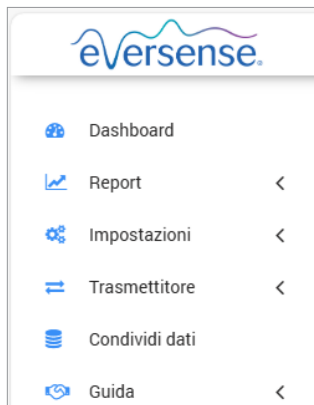 eversense®
Dashboard
Report
Impostazioni
Trasmettitore
Condividi dati
Guida